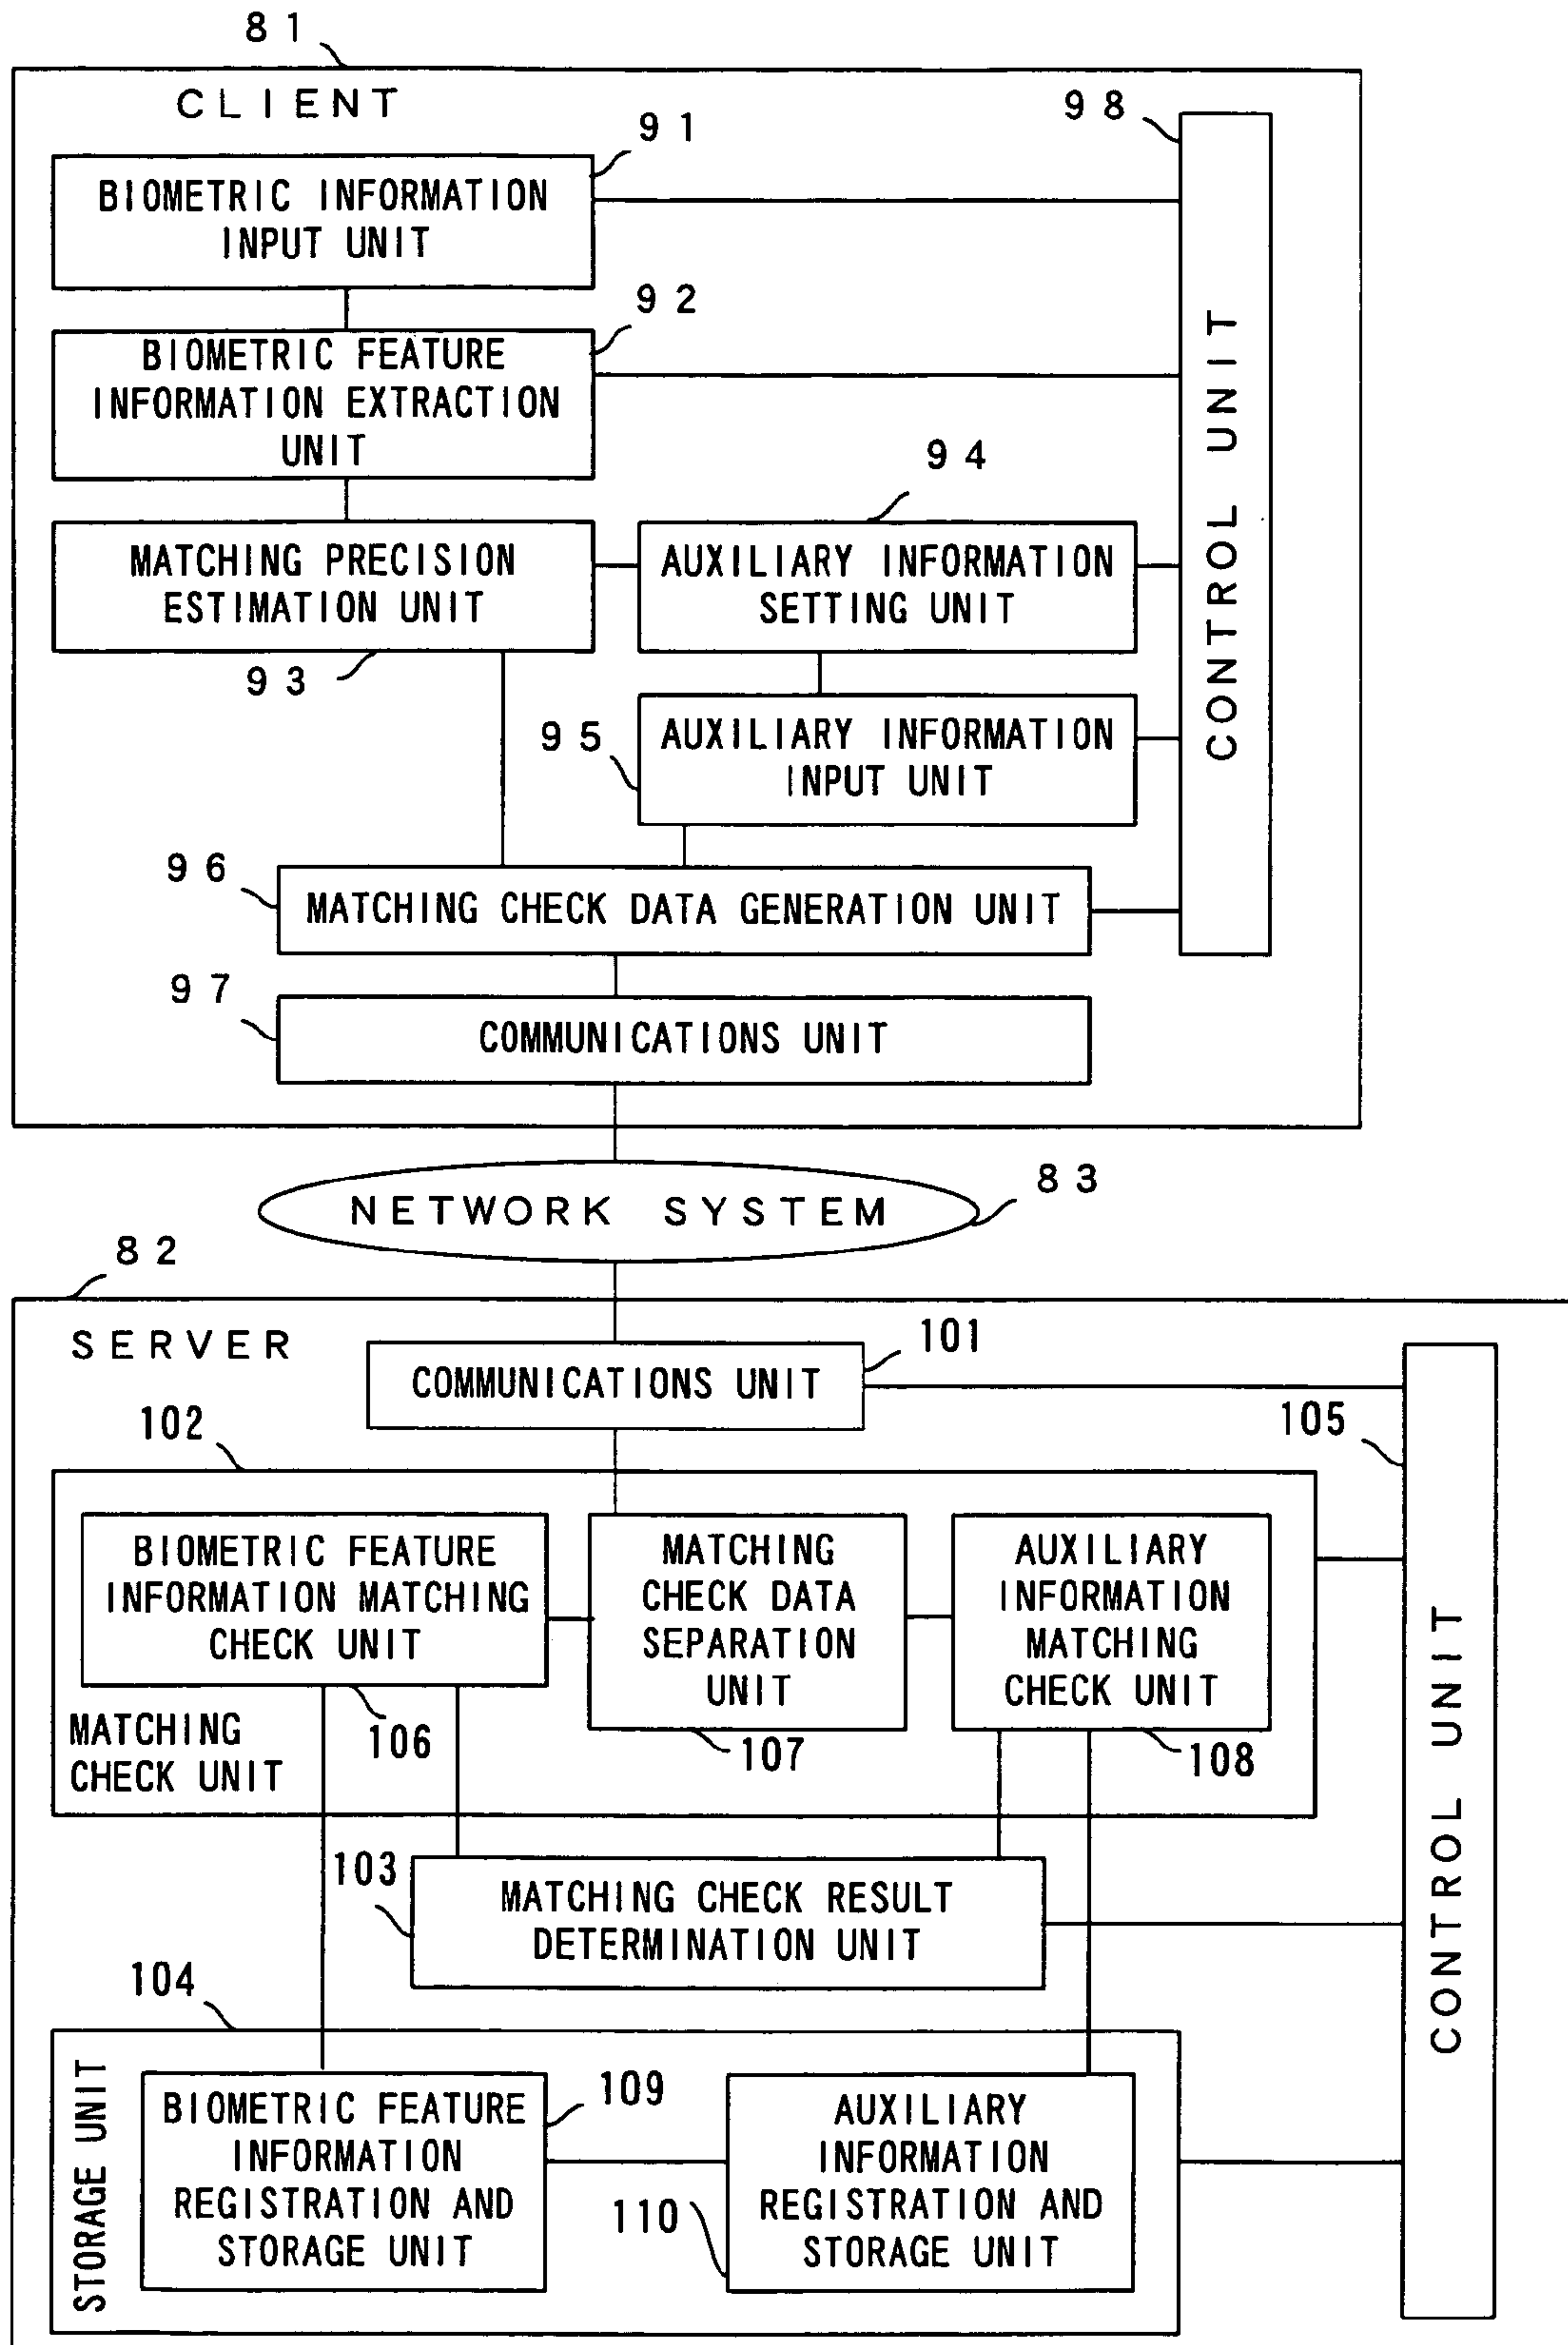 81
CLIENT
98
91
BIOMETRIC INFORMATION
INPUT UNIT
92
BIOMETRIC FEATURE
INFORMATION EXTRACTION
UNIT
CONTROL UNIT
94
MATCHING PRECISION
ESTIMATION UNIT
93
AUXILIARY INFORMATION
SETTING UNIT
95
AUXILIARY INFORMATION
INPUT UNIT
96
MATCHING CHECK DATA GENERATION UNIT
97
COMMUNICATIONS UNIT
NETWORK SYSTEM
83
82
SERVER
101
COMMUNICATIONS UNIT
105
102
BIOMETRIC FEATURE
INFORMATION MATCHING
CHECK UNIT
106
MATCHING
CHECK DATA
SEPARATION
UNIT
107
AUXILIARY
INFORMATION
MATCHING
CHECK UNIT
108
MATCHING
CHECK UNIT
CONTROL UNIT
103
MATCHING CHECK RESULT
DETERMINATION UNIT
104
STORAGE UNIT
BIOMETRIC FEATURE
INFORMATION
REGISTRATION AND
STORAGE UNIT
109
110
AUXILIARY
INFORMATION
REGISTRATION AND
STORAGE UNIT